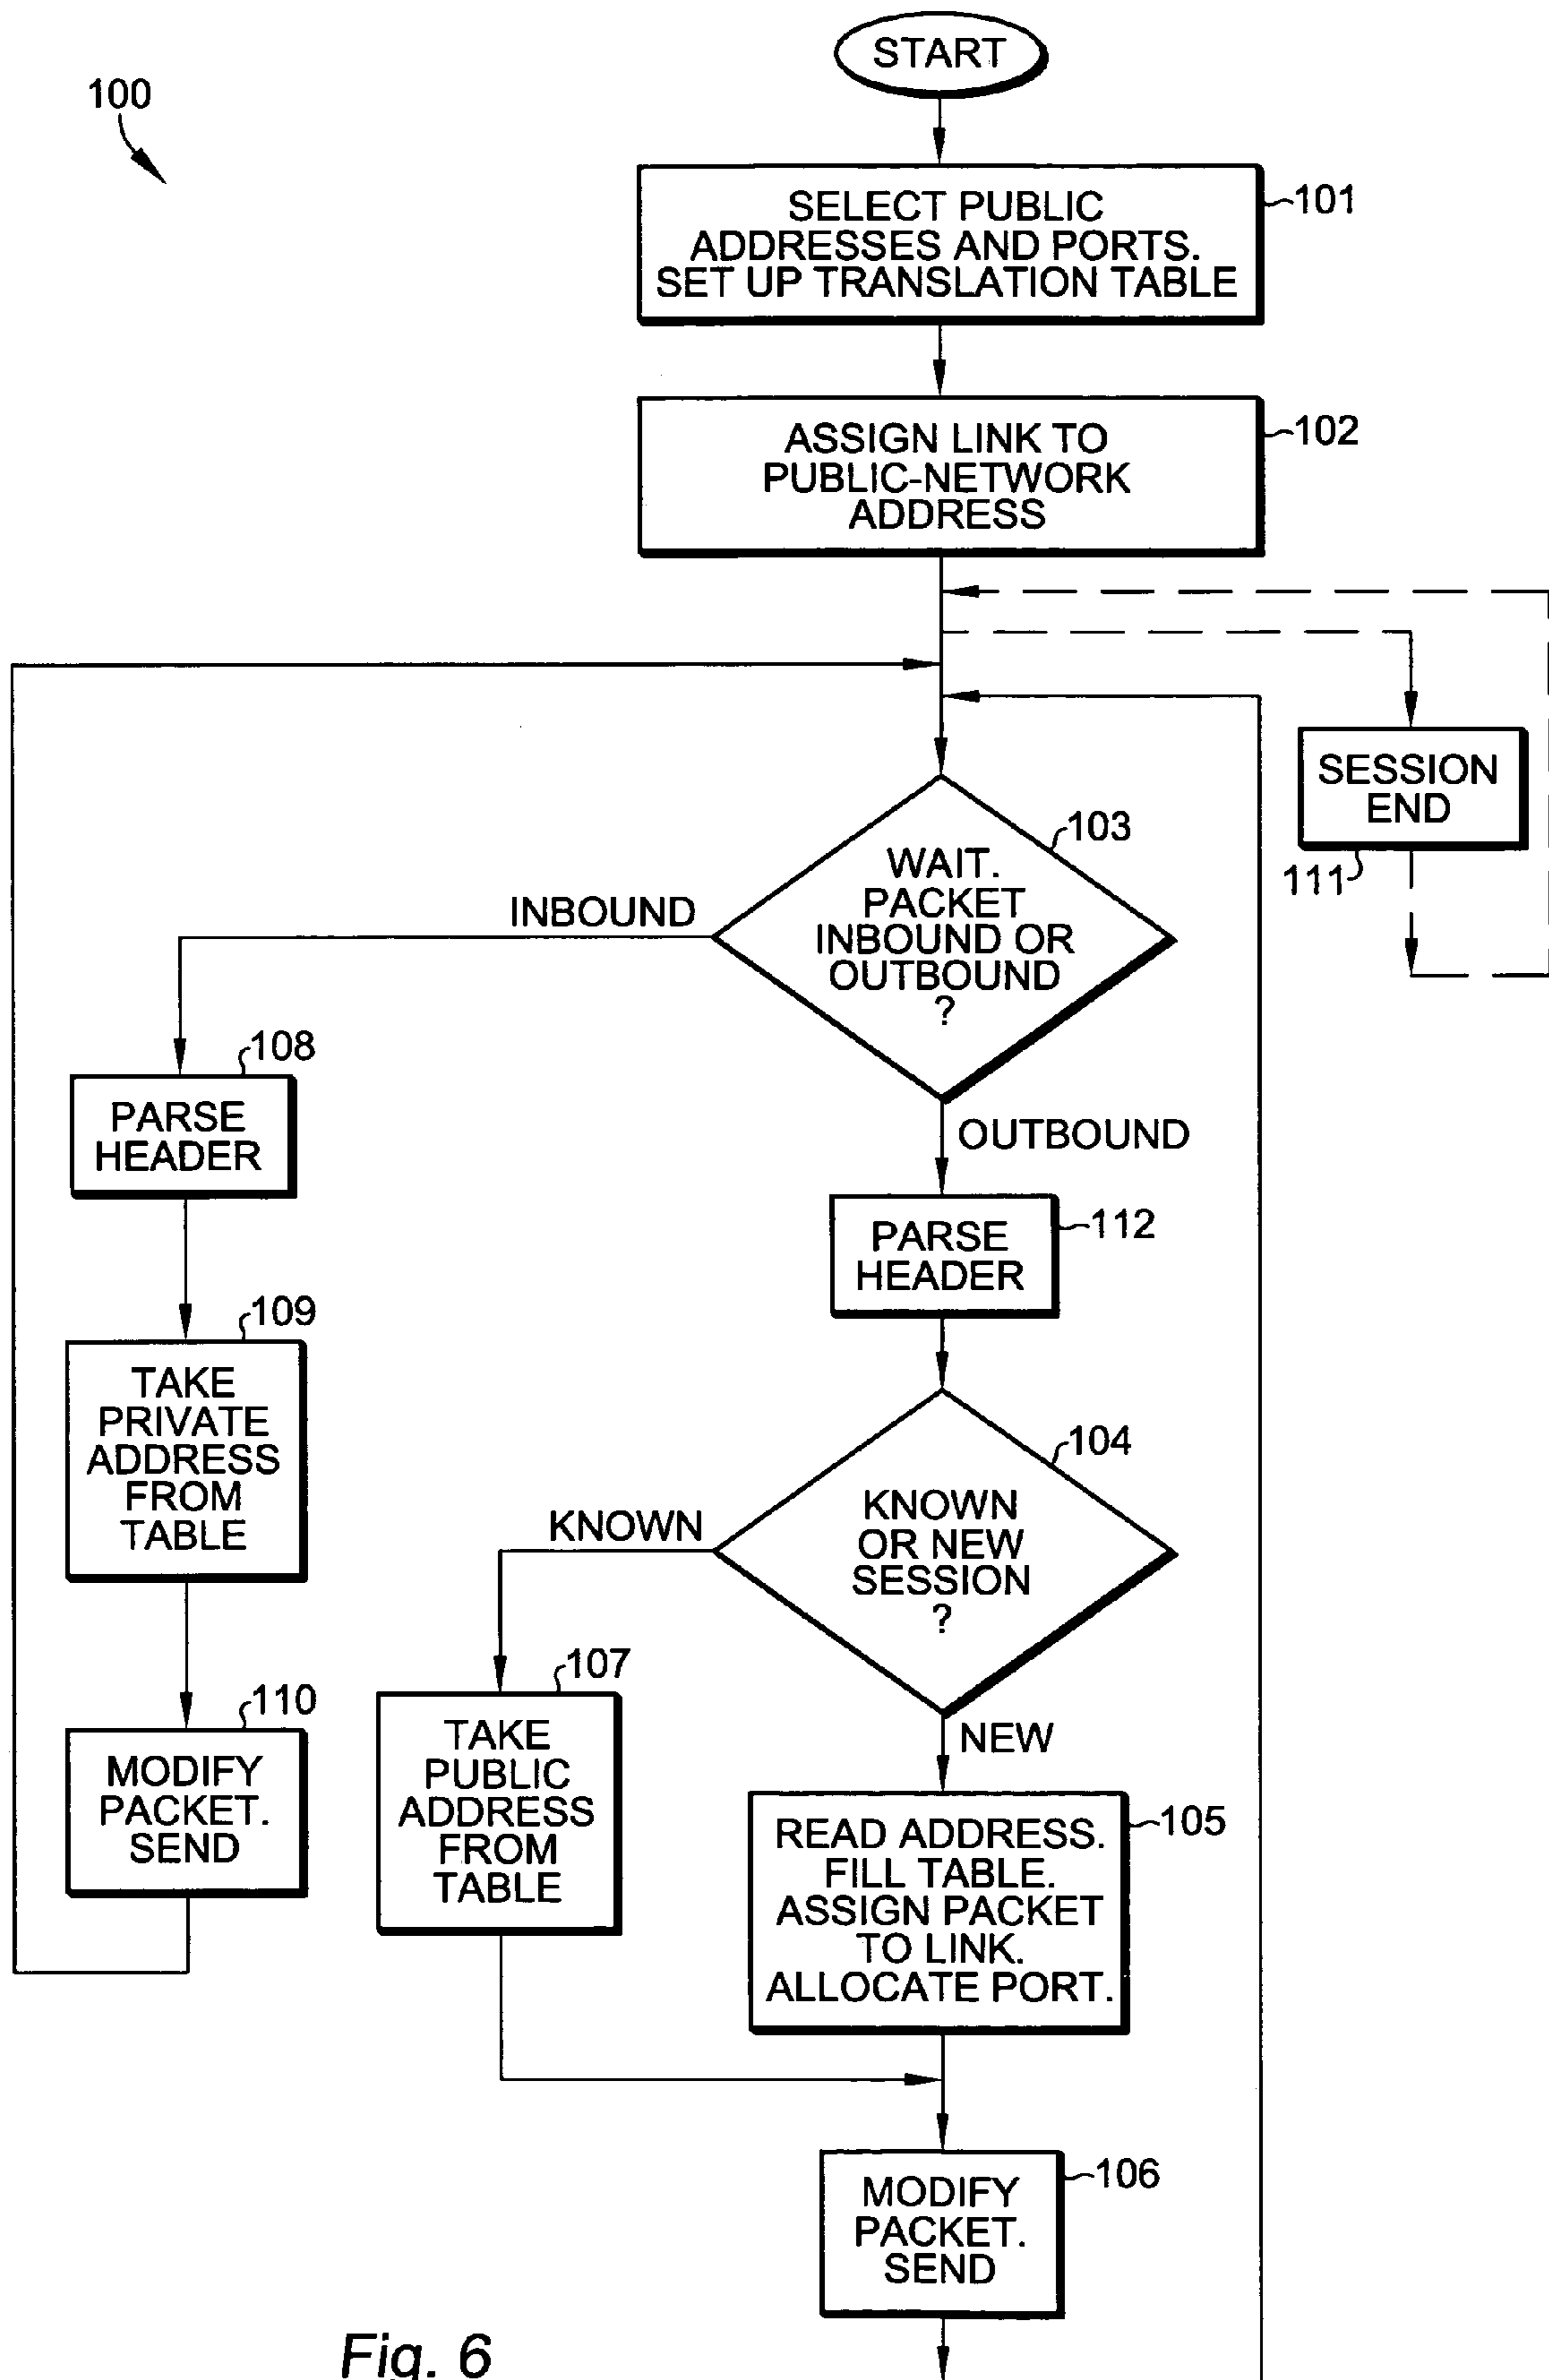 START
100
SELECT PUBLIC
ADDRESSES AND PORTS.
SET UP TRANSLATION TABLE
101
ASSIGN LINK TO
PUBLIC-NETWORK
ADDRESS
102
WAIT.
PACKET
INBOUND OR
OUTBOUND
?
103
SESSION
END
111
INBOUND
OUTBOUND
108
PARSE
HEADER
PARSE
HEADER
112
109
TAKE
PRIVATE
ADDRESS
FROM
TABLE
KNOWN
OR NEW
SESSION
?
104
KNOWN
NEW
107
TAKE
PUBLIC
ADDRESS
FROM
TABLE
110
MODIFY
PACKET.
SEND
READ ADDRESS.
FILL TABLE.
ASSIGN PACKET
TO LINK.
ALLOCATE PORT.
105
MODIFY
PACKET.
SEND
106
Fig. 6